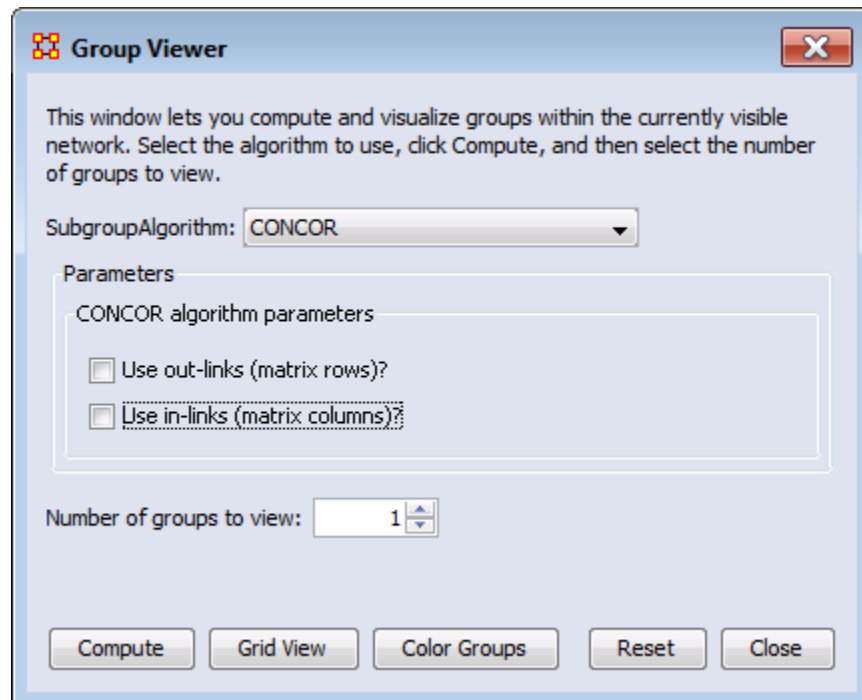 Group Viewer
This window lets you compute and visualize groups within the currently visible
network. Select the algorithm to use, click Compute, and then select the number
of groups to view.
SubgroupAlgorithm: CONCOR
Parameters
CONCOR algorithm parameters
Use out-links (matrix rows)?
Use in-links (matrix columns)?
Number of groups to view: 1
Compute Grid View Color Groups Reset Close